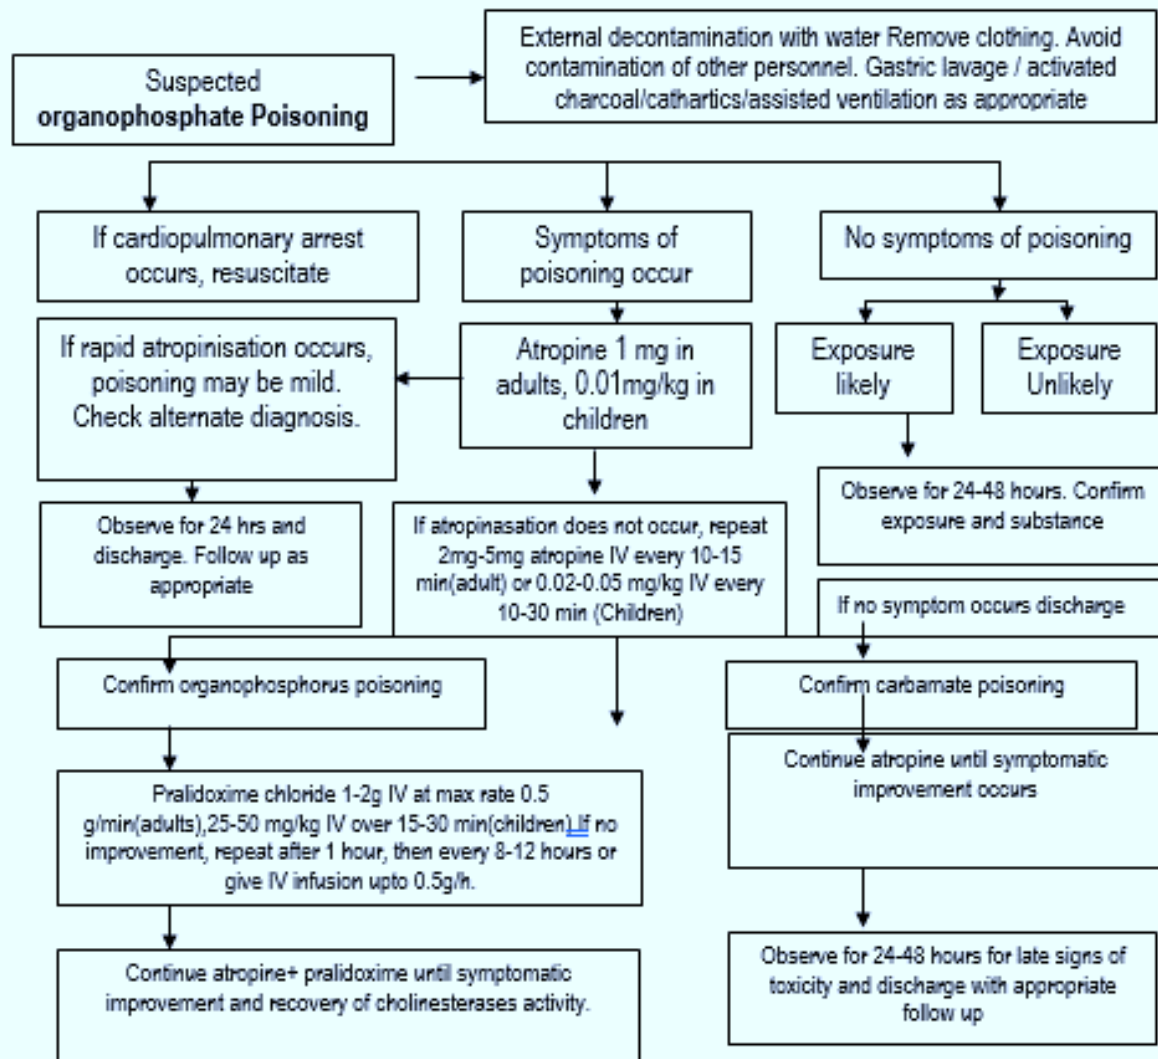 Suspected
organophosphate Poisoning
External decontamination with water Remove clothing. Avoid
contamination of other personnel. Gastric lavage / activated
charcoal/cathartics/assisted ventilation as appropriate
If cardiopulmonary arrest
occurs, resuscitate
Symptoms of
poisoning occur
No symptoms of poisoning
If rapid atropinisation occurs,
poisoning may be mild.
Check alternate diagnosis.
Atropine 1 mg in
adults, 0.01mg/kg in
children
Exposure
likely
Exposure
Unlikely
Observe for 24 hrs and
discharge. Follow up as
appropriate
If atropinasation does not occur, repeat
2mg-5mg atropine IV every 10-15
min(adult) or 0.02-0.05 mg/kg IV every
10-30 min (Children)
Observe for 24-48 hours. Confirm
exposure and substance
If no symptom occurs discharge
Confirm organophosphorus poisoning
Confirm carbamate poisoning
Pralidoxime chloride 1-2g IV at max rate 0.5
g/min(adults),25-50 mg/kg IV over 15-30 min(children).If no
improvement, repeat after 1 hour, then every 8-12 hours or
give IV infusion upto 0.5g/h.
Continue atropine until symptomatic
improvement occurs
Continue atropine+ pralidoxime until symptomatic
improvement and recovery of cholinesterases activity.
Observe for 24-48 hours for late signs of
toxicity and discharge with appropriate
follow up